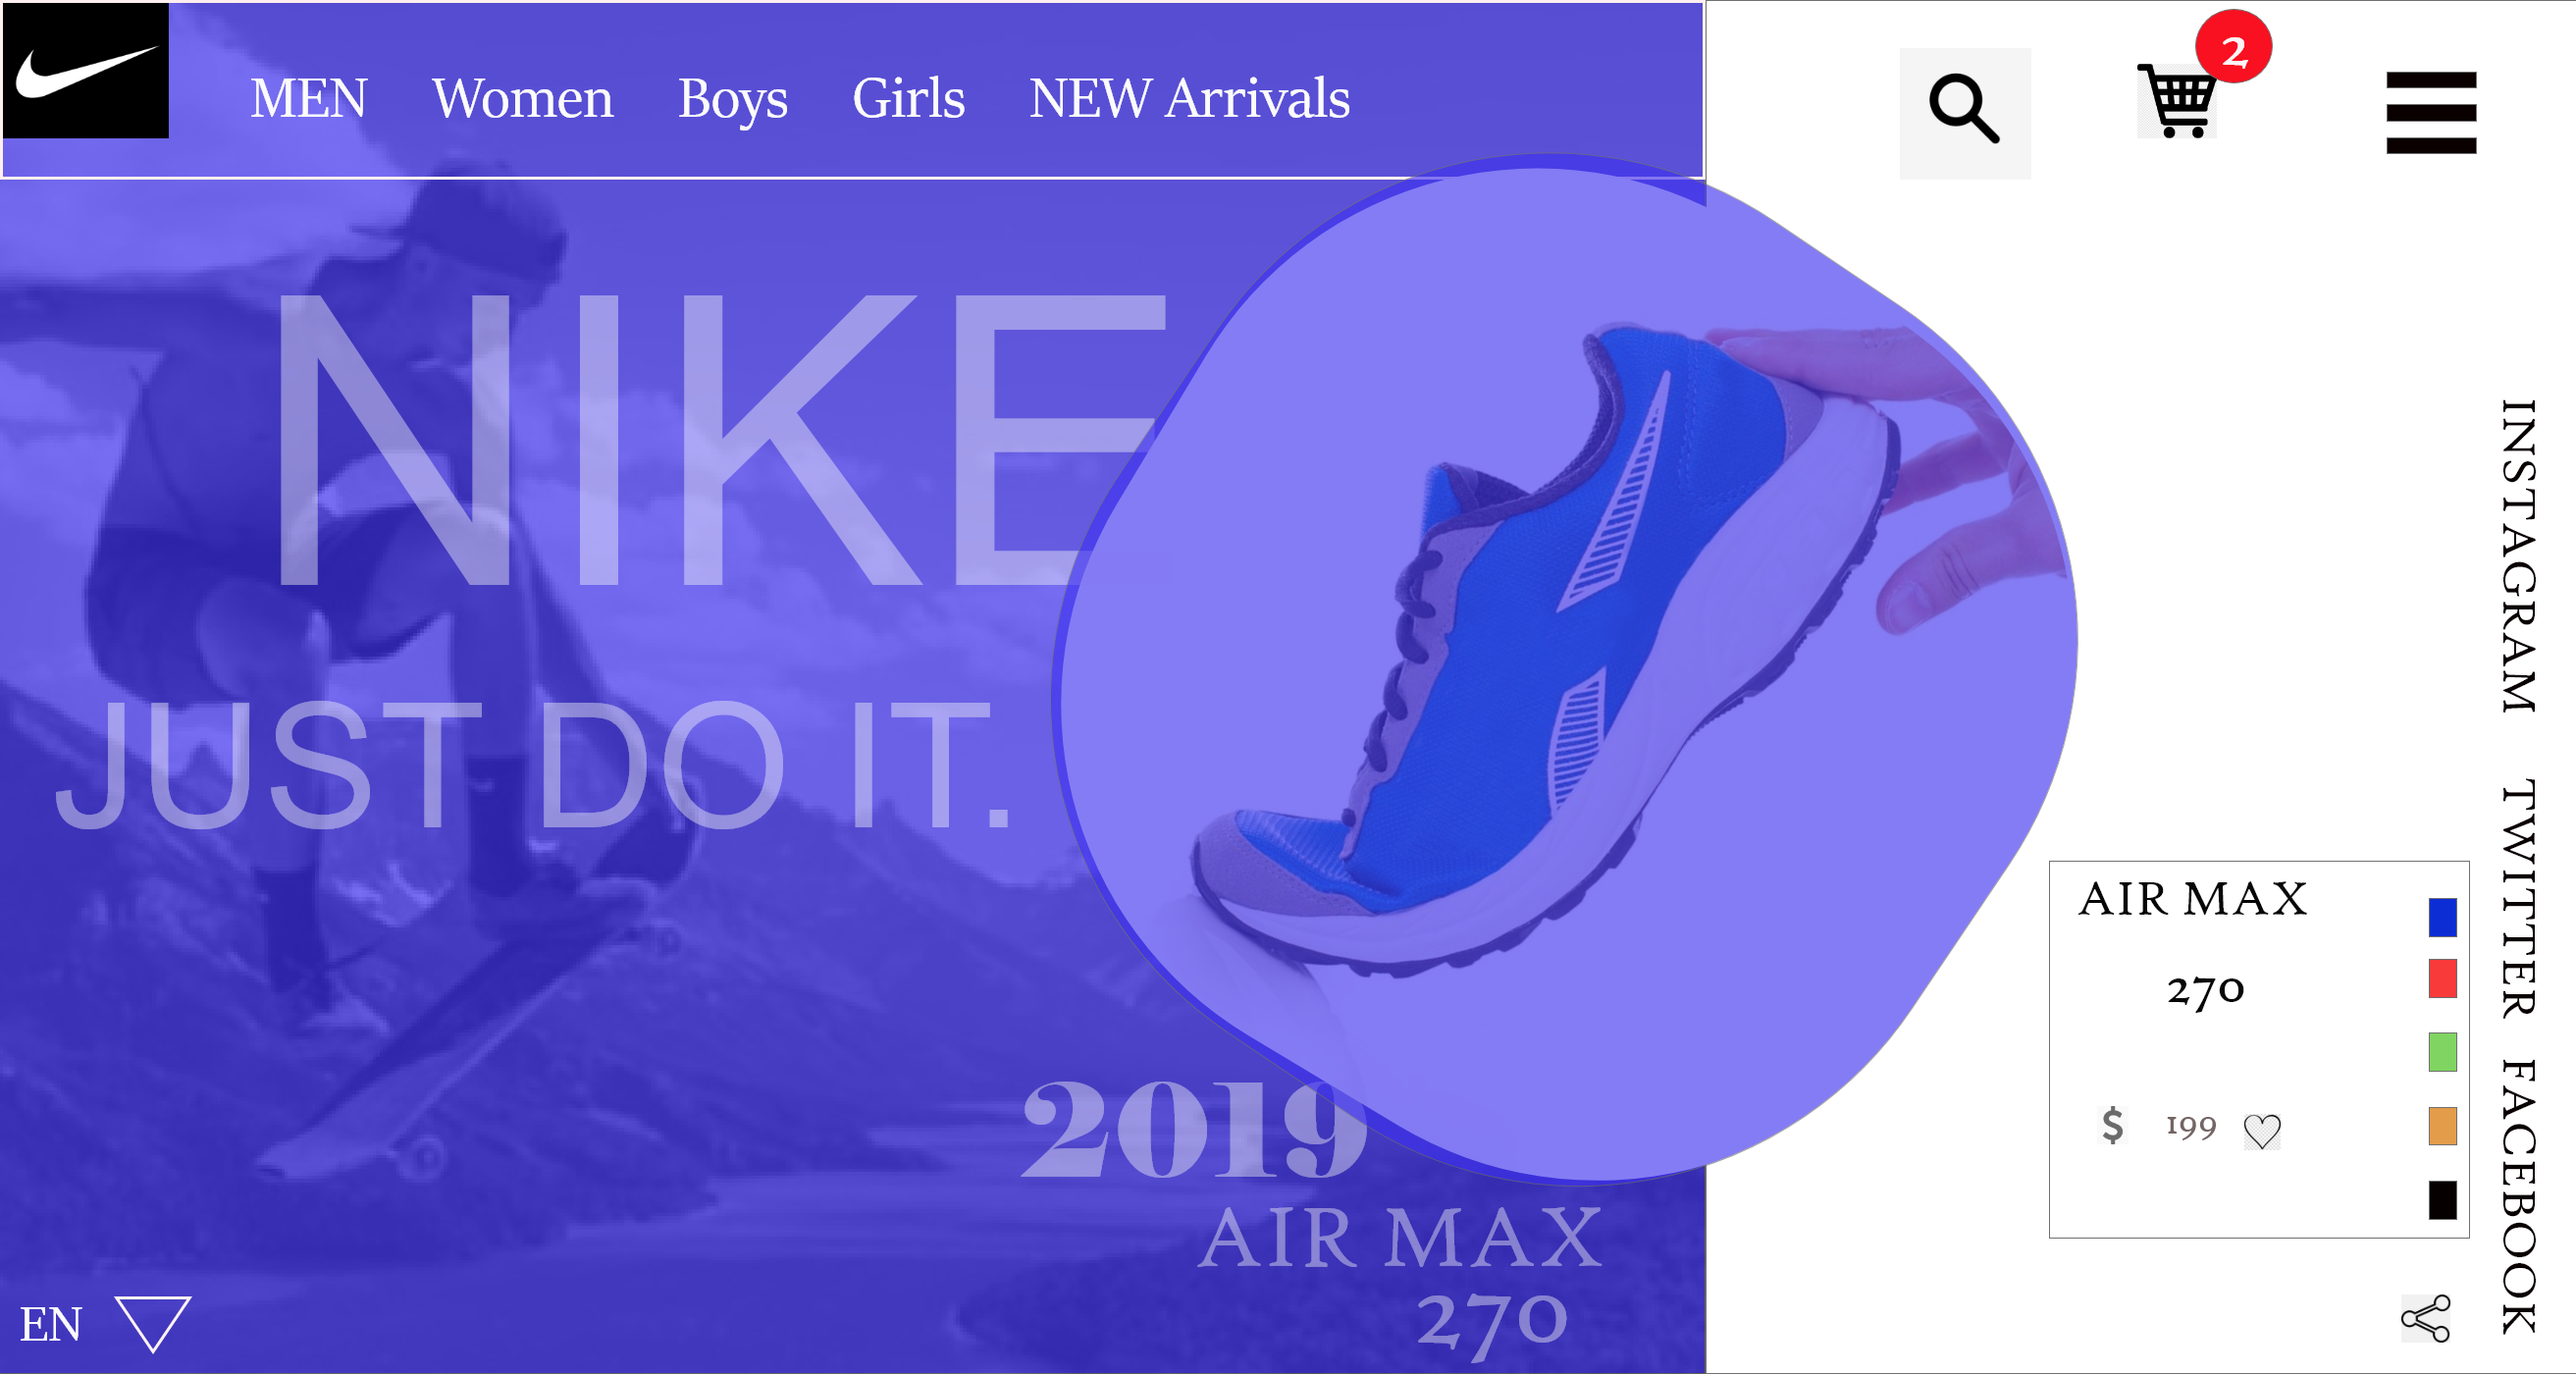 MEN Women Boys Girls NEW Arrivals
2
NIKE
JUST DO IT.
2019
AIR MAX
270
EN
AIR MAX
270
$ 199
INSTAGRAM
TWITTER
FACEBOOK